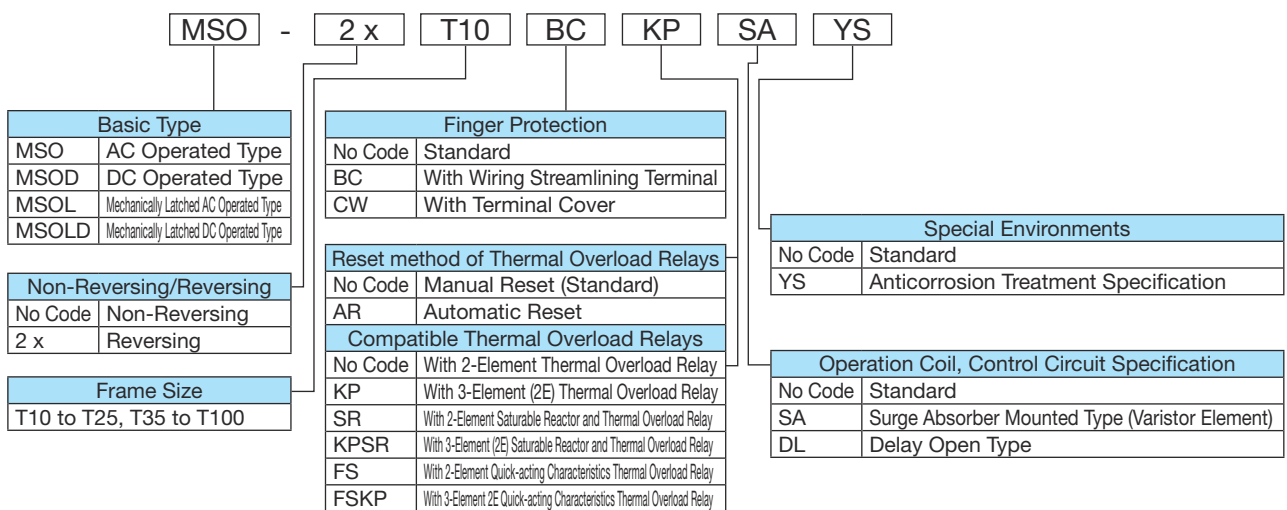 MSO - 2 x T10 BC KP SA YS
Basic Type
MSO AC Operated Type
MSOD DC Operated Type
MSOL Mechanically Latched AC Operated Type
MSOLD Mechanically Latched DC Operated Type
Non-Reversing/Reversing
No Code Non-Reversing
2 x Reversing
Frame Size
T10 to T25, T35 to T100
Finger Protection
No Code Standard
BC With Wiring Streamlining Terminal
CW With Terminal Cover
Reset method of Thermal Overload Relays
No Code Manual Reset (Standard)
AR Automatic Reset
Compatible Thermal Overload Relays
No Code With 2-Element Thermal Overload Relay
KP With 3-Element (2E) Thermal Overload Relay
SR With 2-Element Saturable Reactor and Thermal Overload Relay
KPSR With 3-Element (2E) Saturable Reactor and Thermal Overload Relay
FS With 2-Element Quick-acting Characteristics Thermal Overload Relay
FSKP With 3-Element 2E Quick-acting Characteristics Thermal Overload Relay
Special Environments
No Code Standard
YS Anticorrosion Treatment Specification
Operation Coil, Control Circuit Specification
No Code Standard
SA Surge Absorber Mounted Type (Varistor Element)
DL Delay Open Type